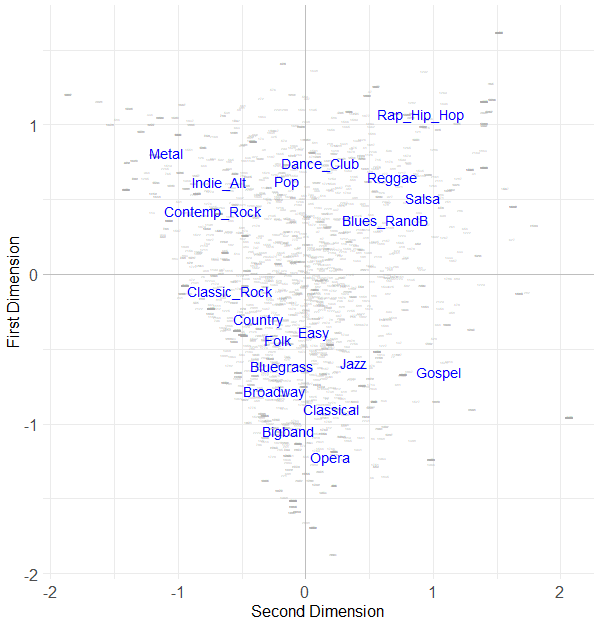 Rap_Hip_Hop
1
Metal
Dance_Club
Indie_Alt
Pop
Reggae
Salsa
Contemp_Rock
Blues_RandB
0
Classic_Rock
Country
Easy
Folk
Bluegrass
Jazz
Gospel
Broadway
Classical
-1
Bigband
Opera
-2
First Dimension
-2
-1
0
1
2
Second Dimension